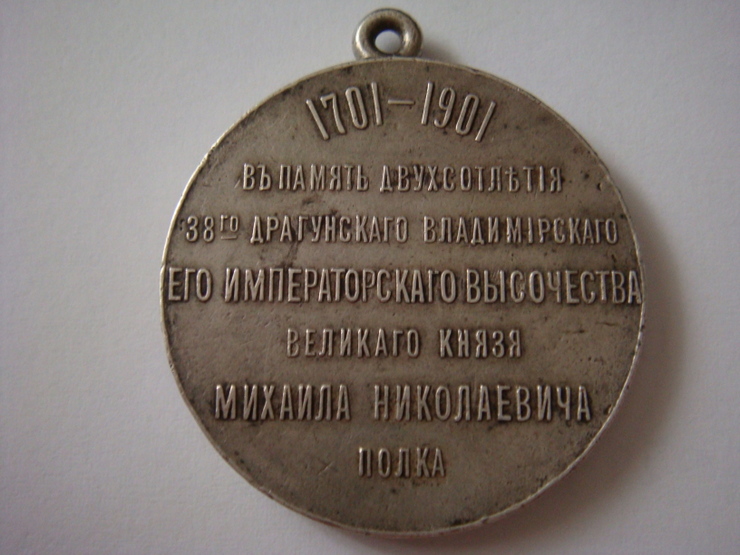 1701-1901
ВЪ ПАМЯТЬ ДВУХСОТЛѢТІЯ
38ГО ДРАГУНСКАГО ВЛАДИМІРСКАГО
ЕГО ИМПЕРАТОРСКАГО ВЫСОЧЕСТВА
ВЕЛИКАГО КНЯЗЯ
МИХАИЛА НИКОЛАЕВИЧА
ПОЛКА